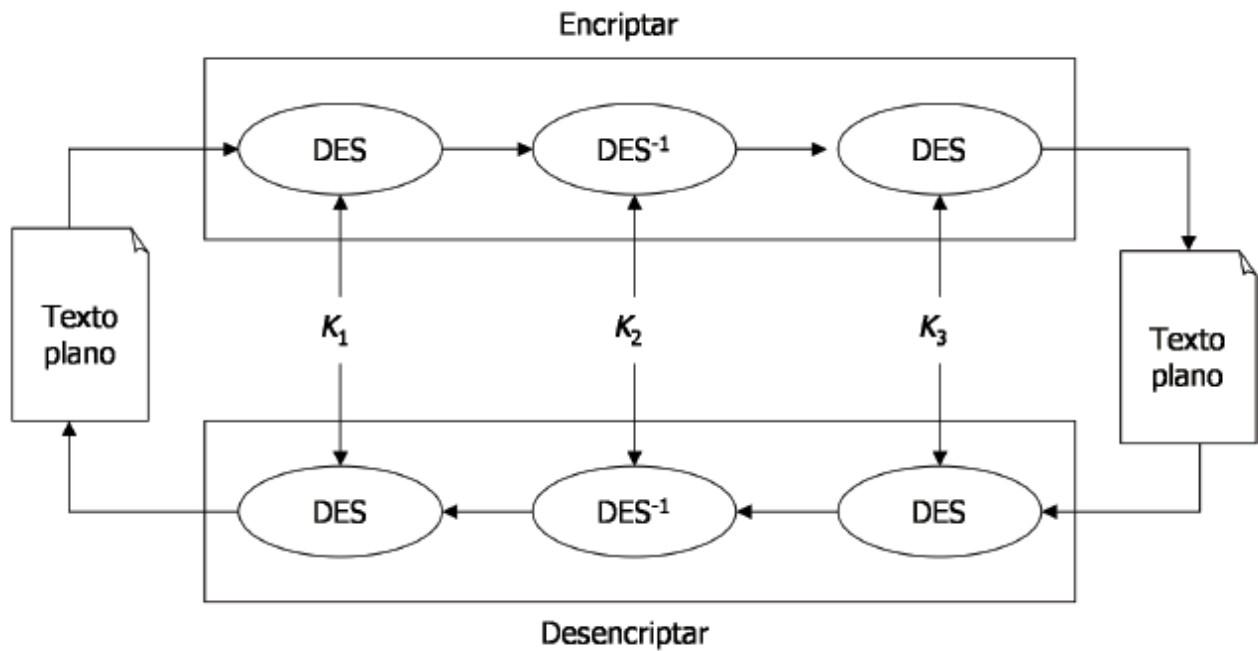 Encriptar
DES DES⁻¹ DES
Texto
plano
K₁ K₂ K₃
Texto
plano
DES DES⁻¹ DES
Desencriptar